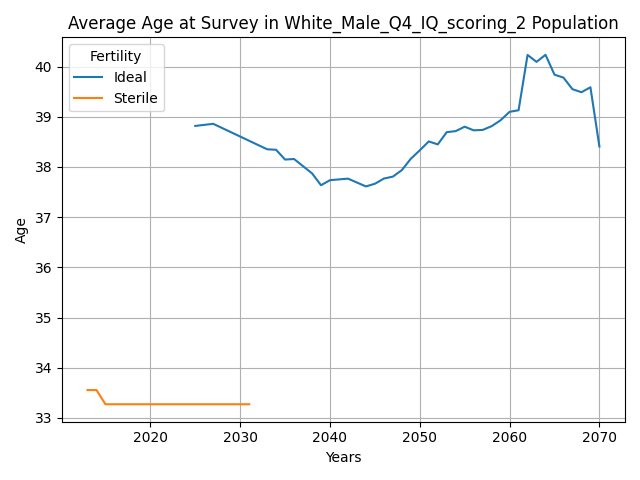 Average Age at Survey in White_Male_Q4_IQ_scoring_2 Population
Fertility
Ideal
Sterile
Age
40
39
38
37
36
35
34
33
2020 2030 2040 2050 2060 2070
Years